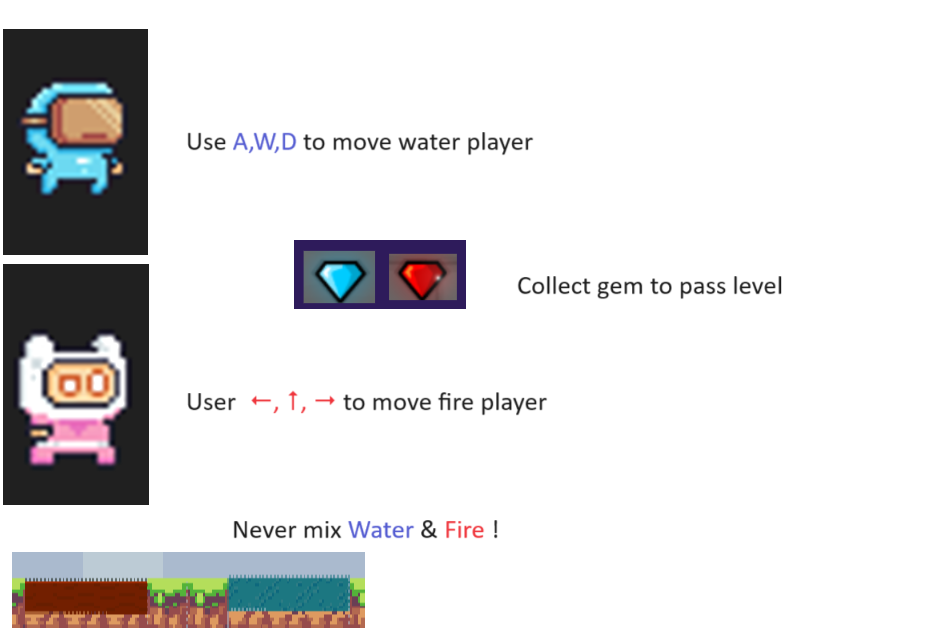 Use A,W,D to move water player
Collect gem to pass level
User ←, ↑, → to move fire player
Never mix Water & Fire !